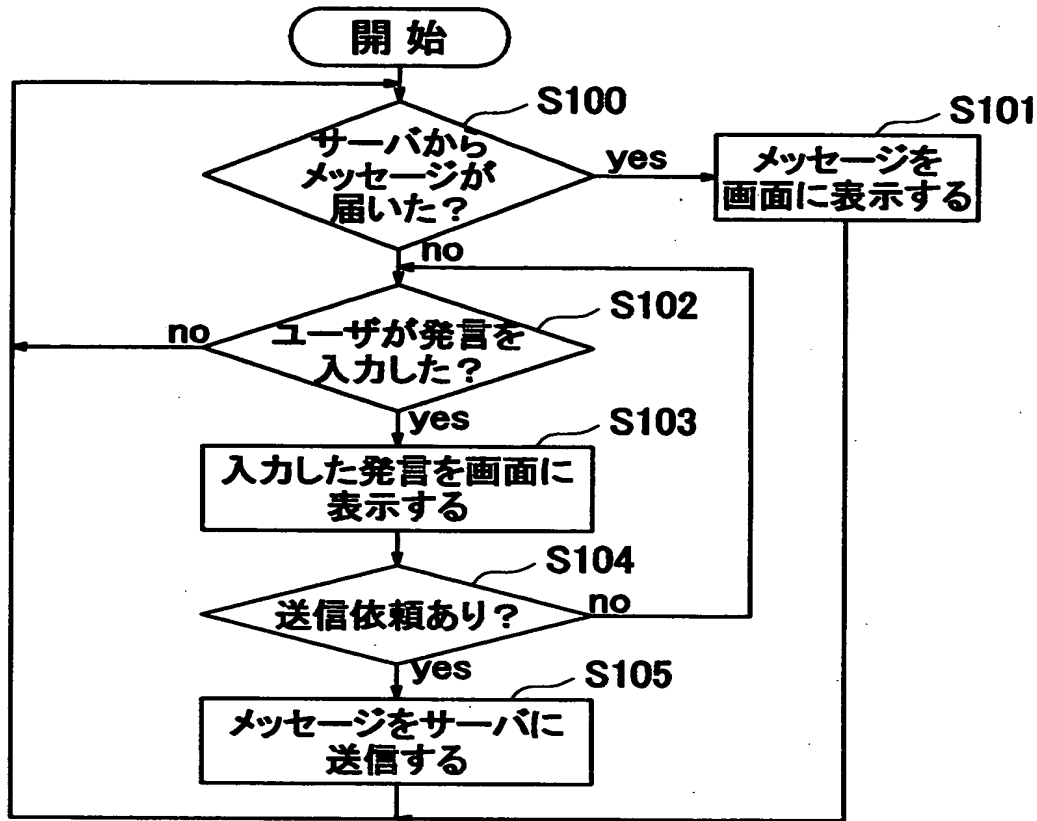 開始
S100
サーバから
メッセージが
届いた?
yes
S101
メッセージを
画面に表示する
no
S102
ユーザが発言を
入力した?
no
yes
S103
入力した発言を画面に
表示する
S104
送信依頼あり?
no
yes
S105
メッセージをサーバに
送信する